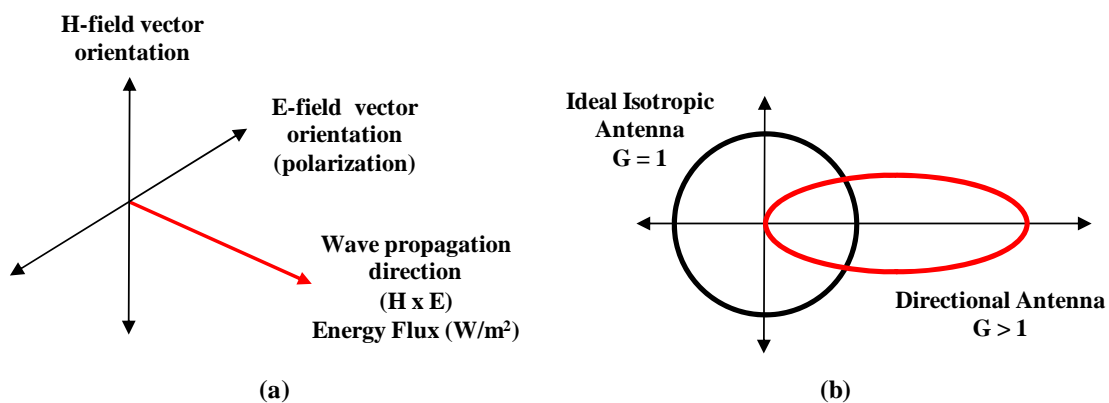 H-field vector
orientation
E-field vector
orientation
(polarization)
Wave propagation
direction
(H x E)
Energy Flux (W/m²)
(a)
Ideal Isotropic
Antenna
G = 1
Directional Antenna
G > 1
(b)